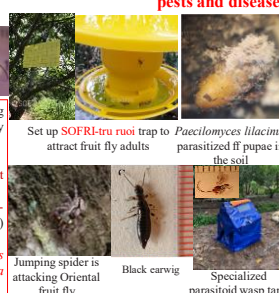 pests and disease
Set up SOFRI-tru ruoi trap to
attract fruit fly adults
Paecilomyces lilacinu
parasitized ff pupae i
the soil
Jumping spider is
attacking Oriental
fruit fly
Black earwig
Specialized
parasitoid wasp tar